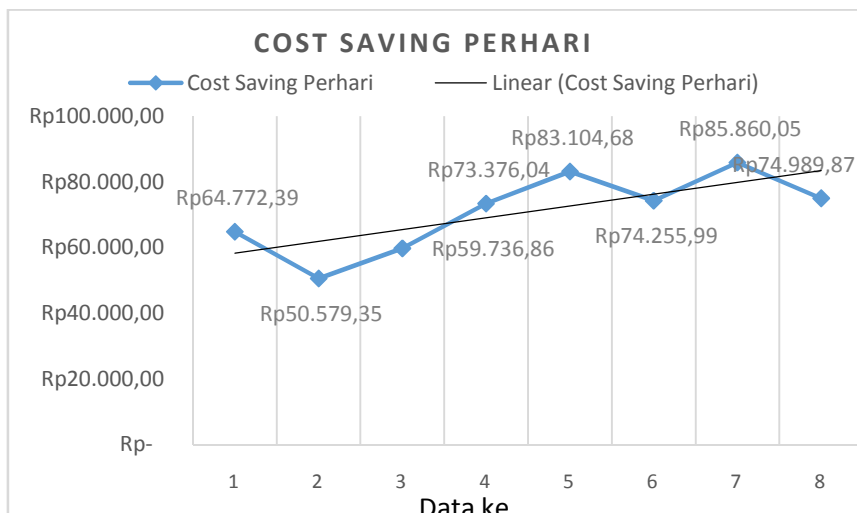 COST SAVING PERHARI
Cost Saving Perhari
Linear (Cost Saving Perhari)
Rp100.000,00
Rp80.000,00
Rp60.000,00
Rp40.000,00
Rp20.000,00
Rp-
Rp64.772,39
Rp50.579,35
Rp59.736,86
Rp73.376,04
Rp83.104,68
Rp74.255,99
Rp85.860,05
Rp74.989,87
1 2 3 4 5 6 7 8
Data ke